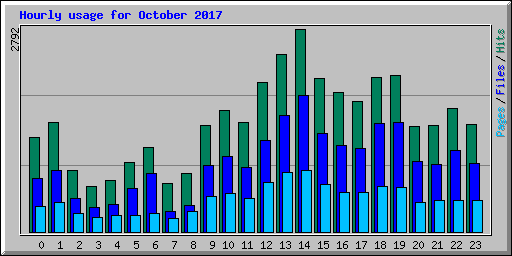 Hourly usage for October 2017
2792
Pages/Files/Hits
0 1 2 3 4 5 6 7 8 9 10 11 12 13 14 15 16 17 18 19 20 21 22 23